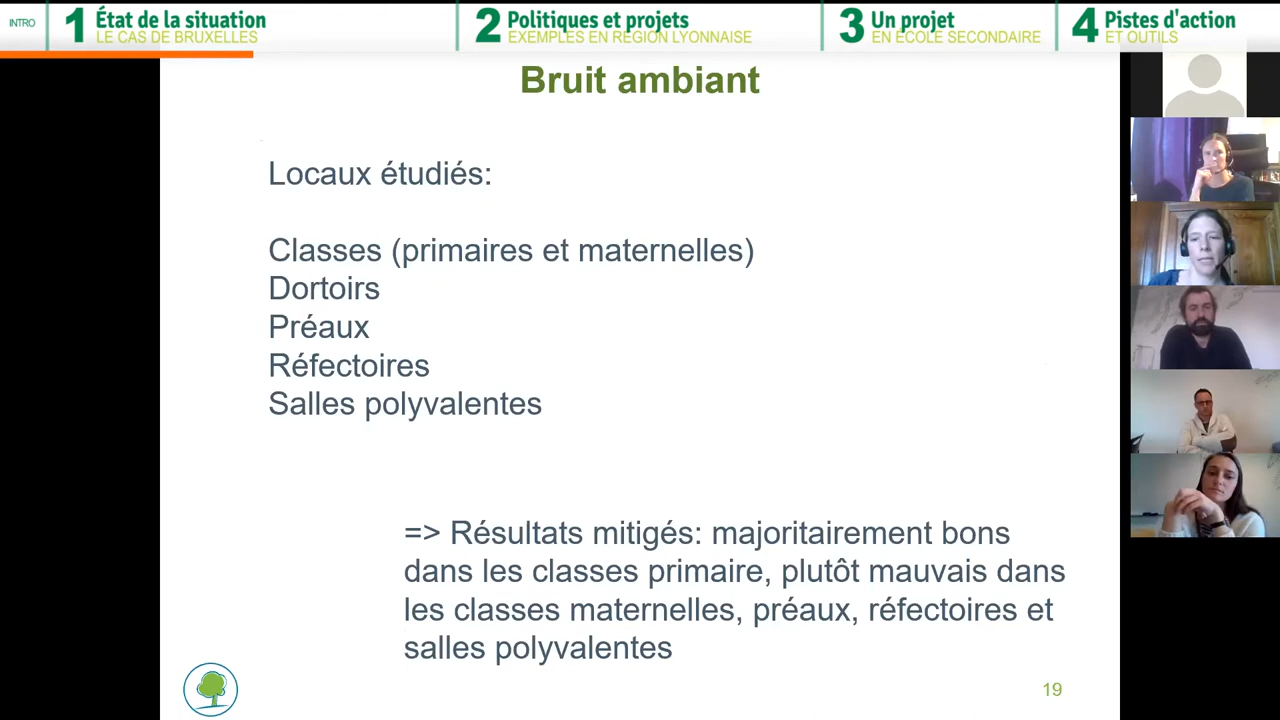 INTRO
1 État de la situation
LE CAS DE BRUXELLES
2 Politiques et projets
EXEMPLES EN RÉGION LYONNAISE
3 Un projet
EN ÉCOLE SECONDAIRE
4 Pistes d'action
ET OUTILS
Bruit ambiant
Locaux étudiés:
Classes (primaires et maternelles)
Dortoirs
Préaux
Réfectoires
Salles polyvalentes
=> Résultats mitigés: majoritairement bons
dans les classes primaire, plutôt mauvais dans
les classes maternelles, préaux, réfectoires et
salles polyvalentes
19